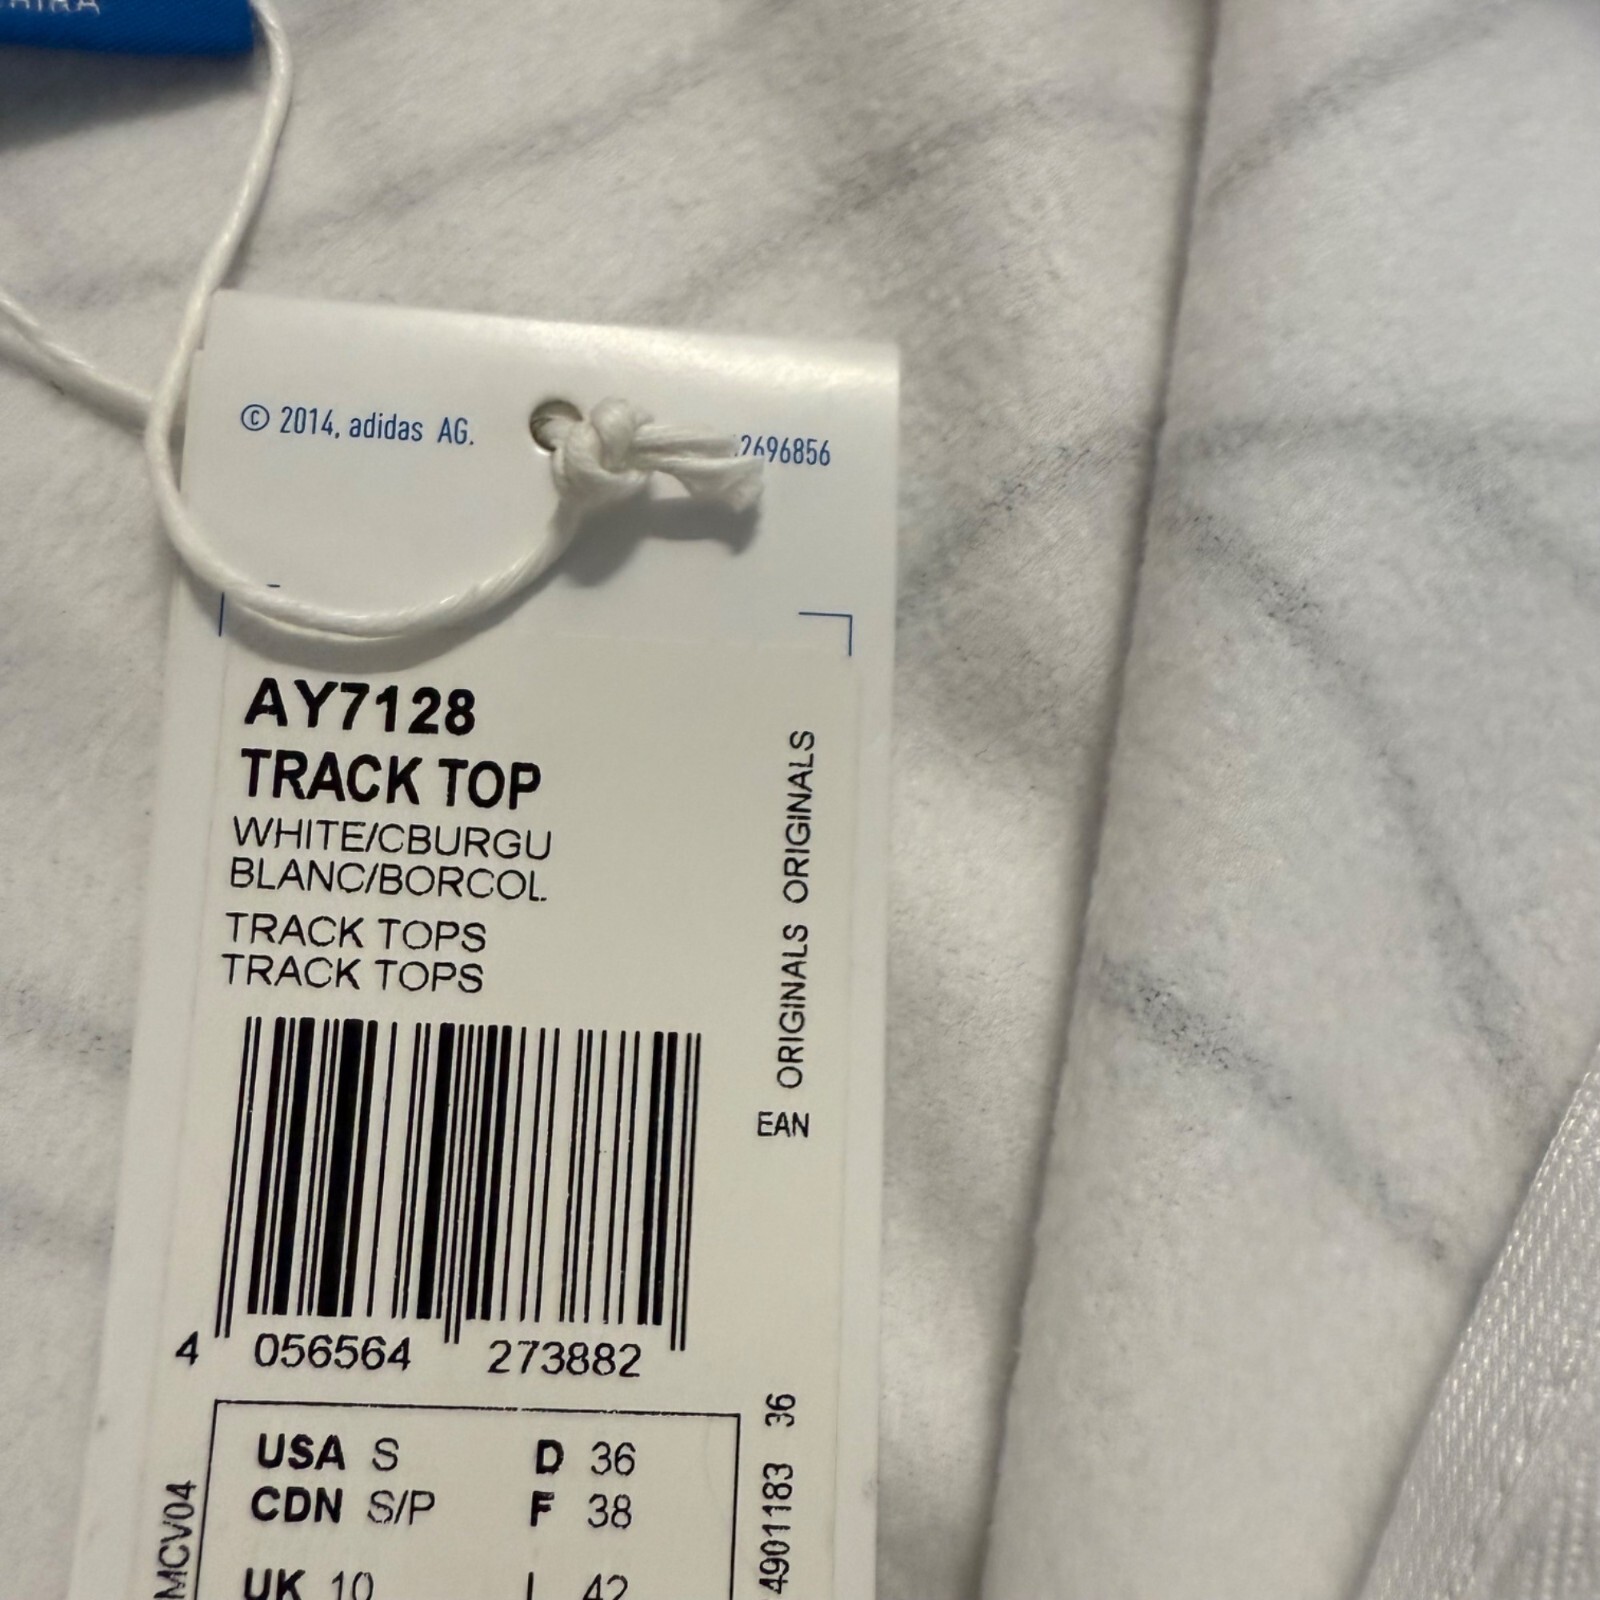 © 2014, adidas AG.
2696856
AY7128
TRACK TOP
WHITE/CBURGU
BLANC/BORCOL.
TRACK TOPS
TRACK TOPS
ORIGINALS ORIGINALS
EAN
4 056564 273882
USA S D 36
CDN S/P F 38
UK 10 I 42
MCV04
4901183 36